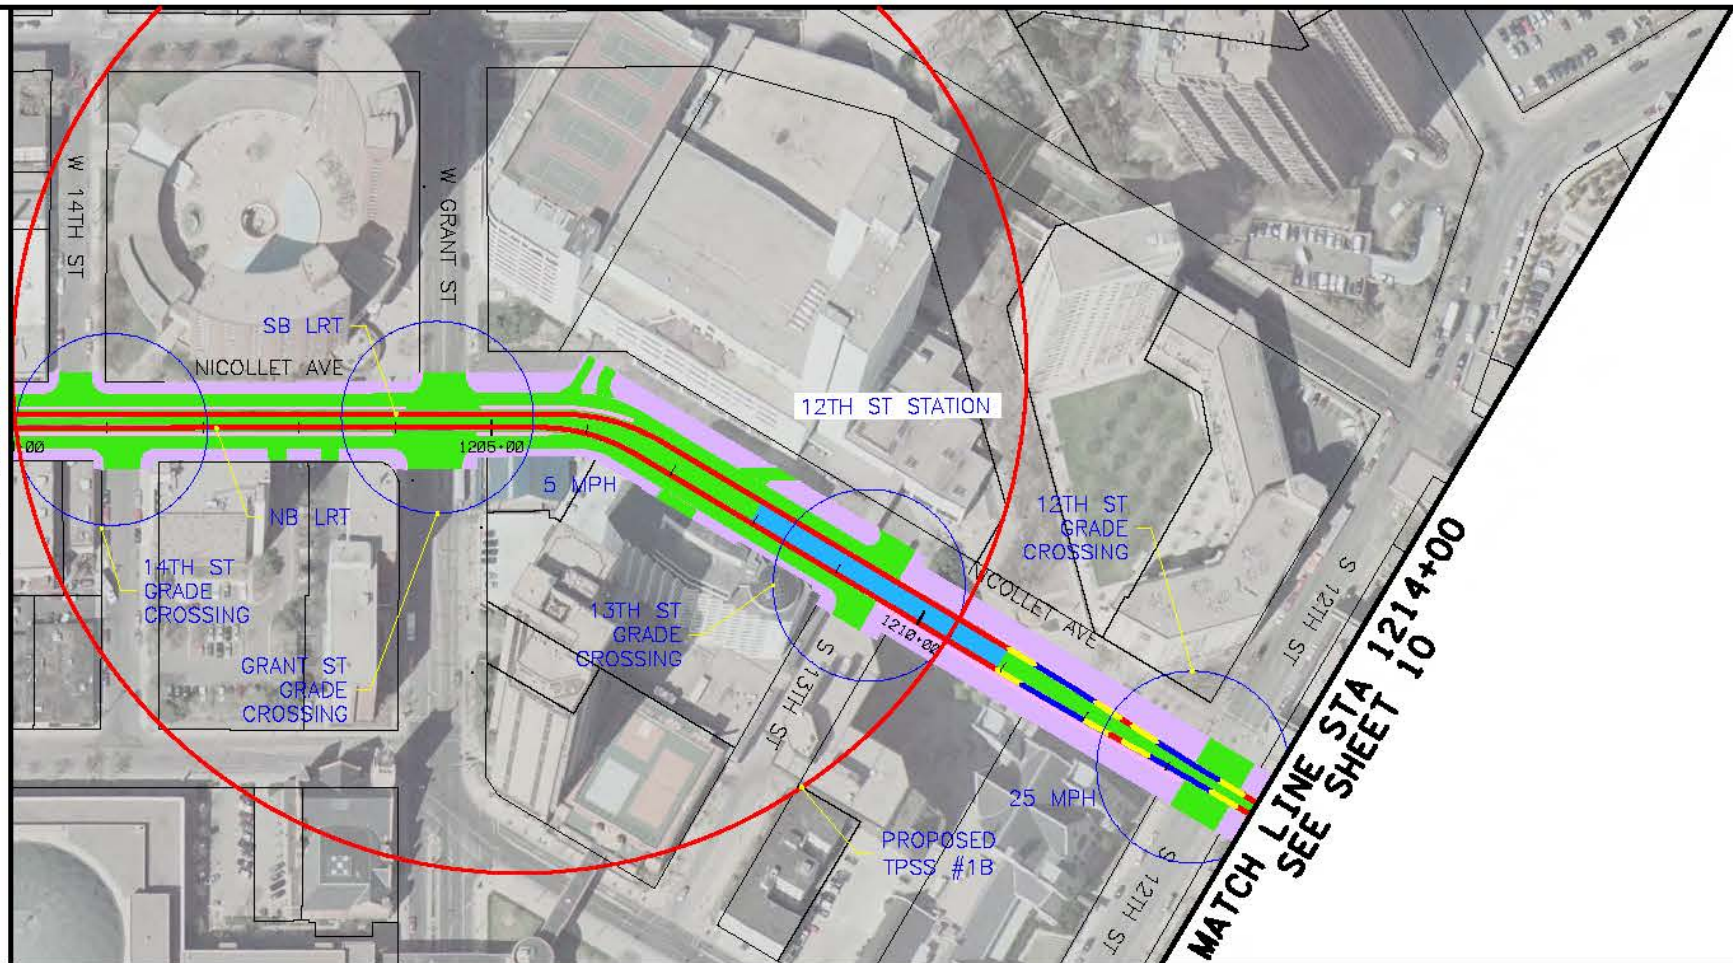 W 14TH ST
W GRANT ST
SB LRT
NICOLLET AVE
12TH ST STATION
00
1205+00
5 MPH
NB LRT
12TH ST
GRADE
CROSSING
14TH ST
GRADE
CROSSING
13TH ST
GRADE
CROSSING
NICOLLET AVE
1210+00
S 12TH ST
GRANT ST
GRADE
CROSSING
S 13TH ST
25 MPH
PROPOSED
TPSS #1B
S 12TH ST
MATCH LINE STA 1214+00
SEE SHEET 10